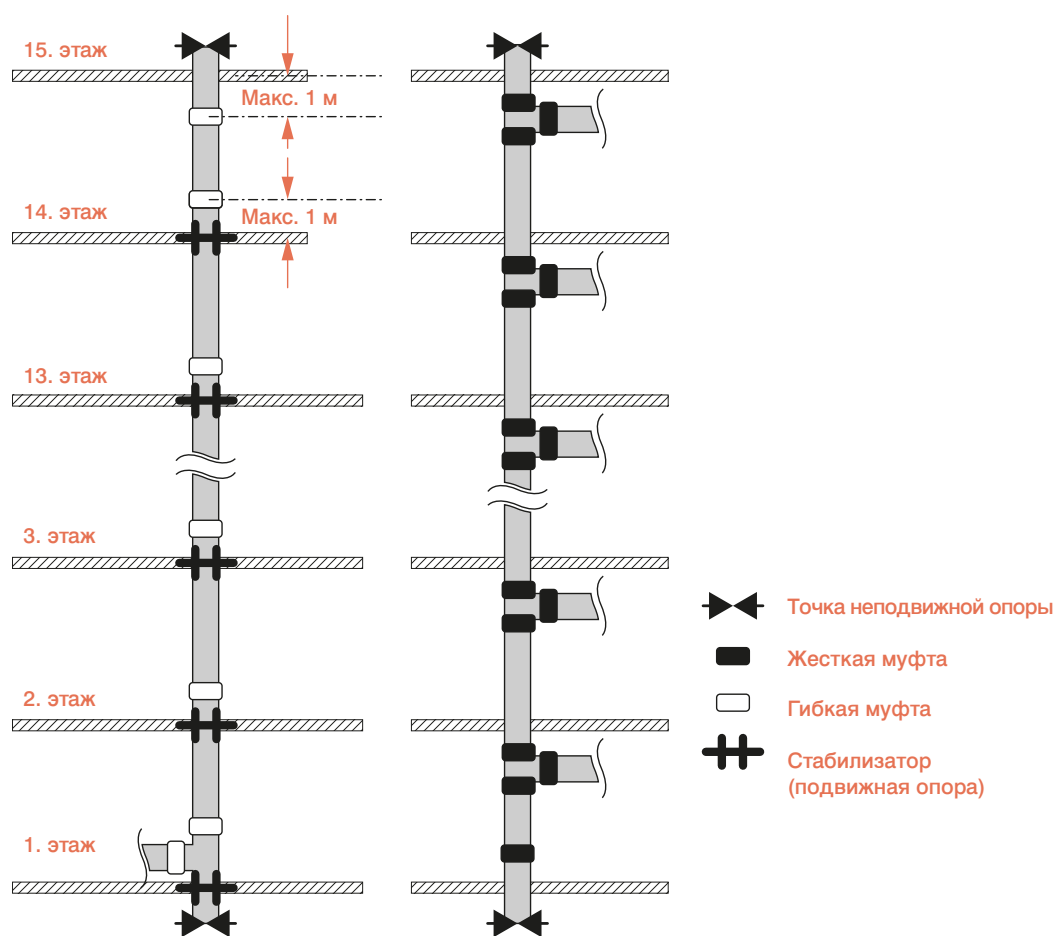 15. этаж
Макс. 1 м
14. этаж
Макс. 1 м
13. этаж
3. этаж
2. этаж
1. этаж
Точка неподвижной опоры
Жесткая муфта
Гибкая муфта
Стабилизатор
(подвижная опора)